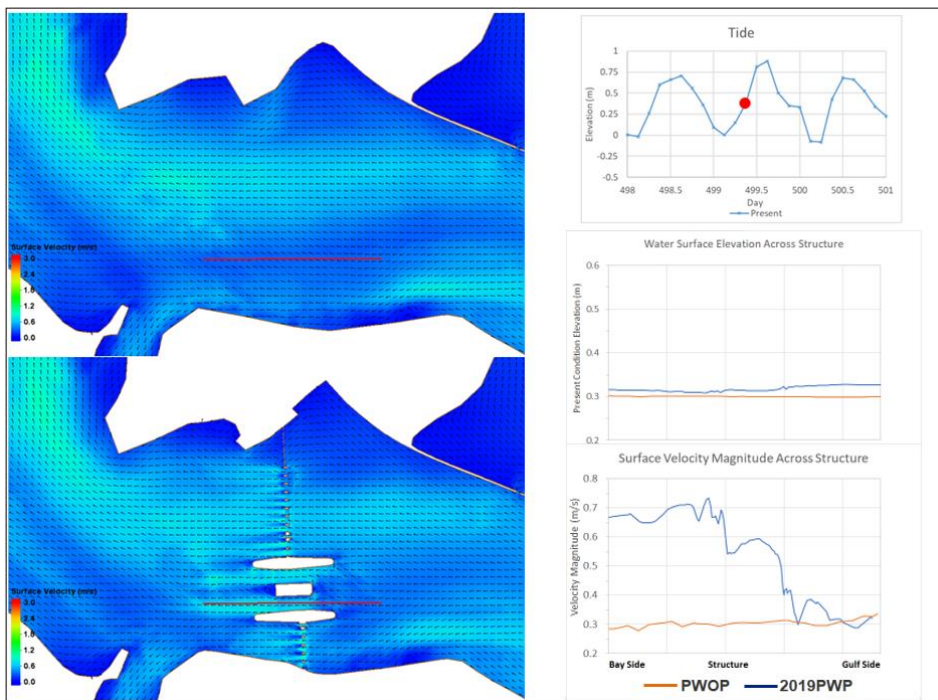 Surface Velocity (m/s)
3.0
2.4
1.8
1.2
0.6
0.0
3.0
2.4
1.8
1.2
0.6
0.0
Tide
Elevation (m)
1
0.75
0.5
0.25
0
-0.25
-0.5
498 498.5 499 499.5 500 500.5 501
Day
Present
Water Surface Elevation Across Structure
Present Condition Elevation (m)
0.6
0.5
0.4
0.3
0.2
Surface Velocity Magnitude Across Structure
Velocity Magnitude (m/s)
0.8
0.7
0.6
0.5
0.4
0.3
0.2
Bay Side Structure Gulf Side
PWOP 2019PWP